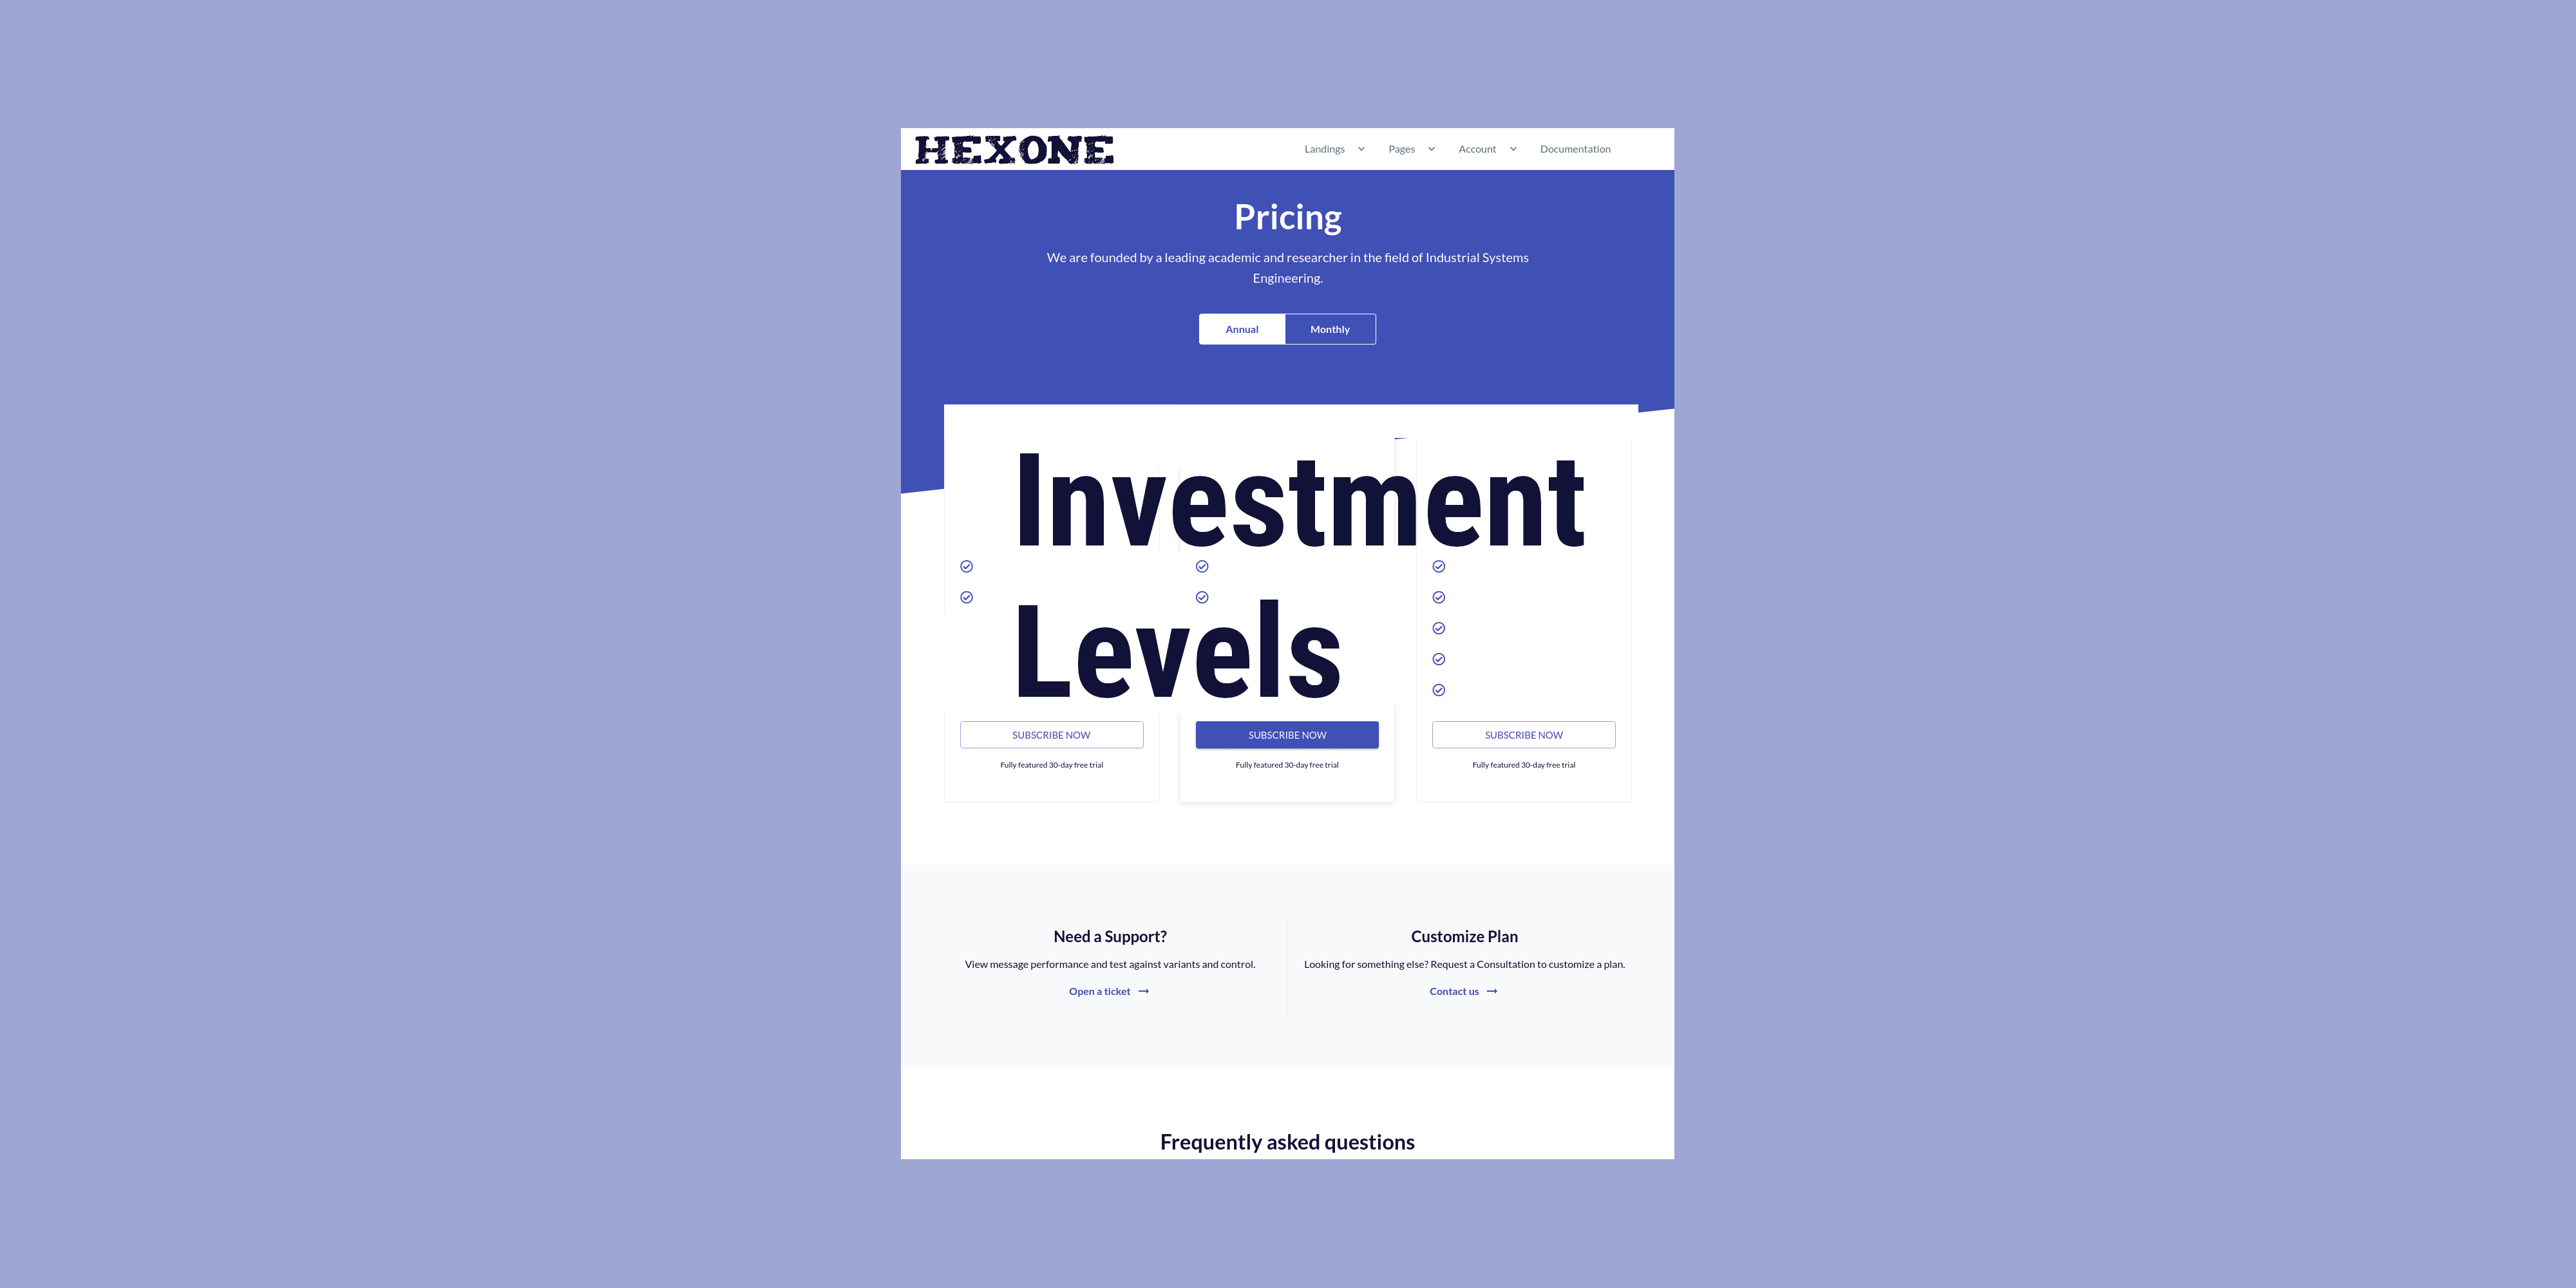 HEXONE
Landings Pages Account Documentation
Pricing
We are founded by a leading academic and researcher in the field of Industrial Systems
Engineering.
Annual Monthly
Investment
Levels
SUBSCRIBE NOW SUBSCRIBE NOW SUBSCRIBE NOW
Fully featured 30-day free trial Fully featured 30-day free trial Fully featured 30-day free trial
Need a Support? Customize Plan
View message performance and test against variants and control. Looking for something else? Request a Consultation to customize a plan.
Open a ticket Contact us
Frequently asked questions